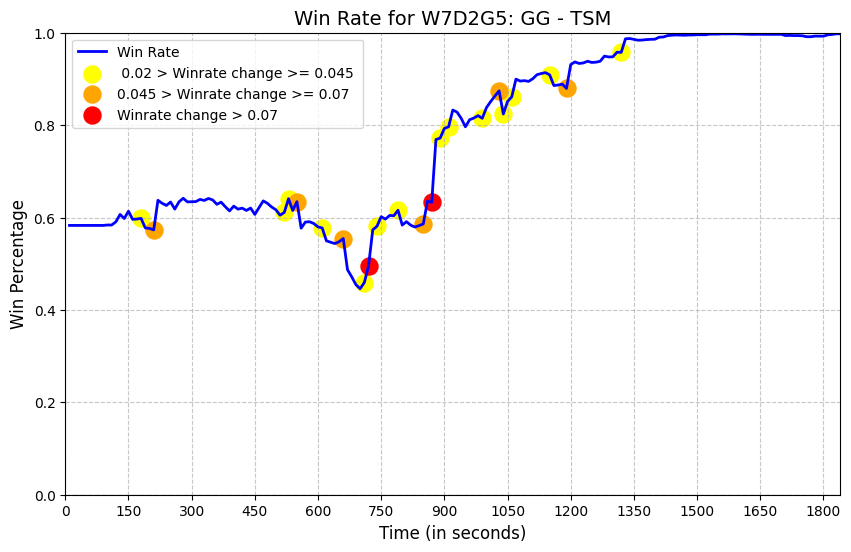 Win Rate for W7D2G5: GG - TSM
Win Rate
0.02 > Winrate change >= 0.045
0.045 > Winrate change >= 0.07
Winrate change > 0.07
Win Percentage
1.0
0.8
0.6
0.4
0.2
0.0
0 150 300 450 600 750 900 1050 1200 1350 1500 1650 1800
Time (in seconds)